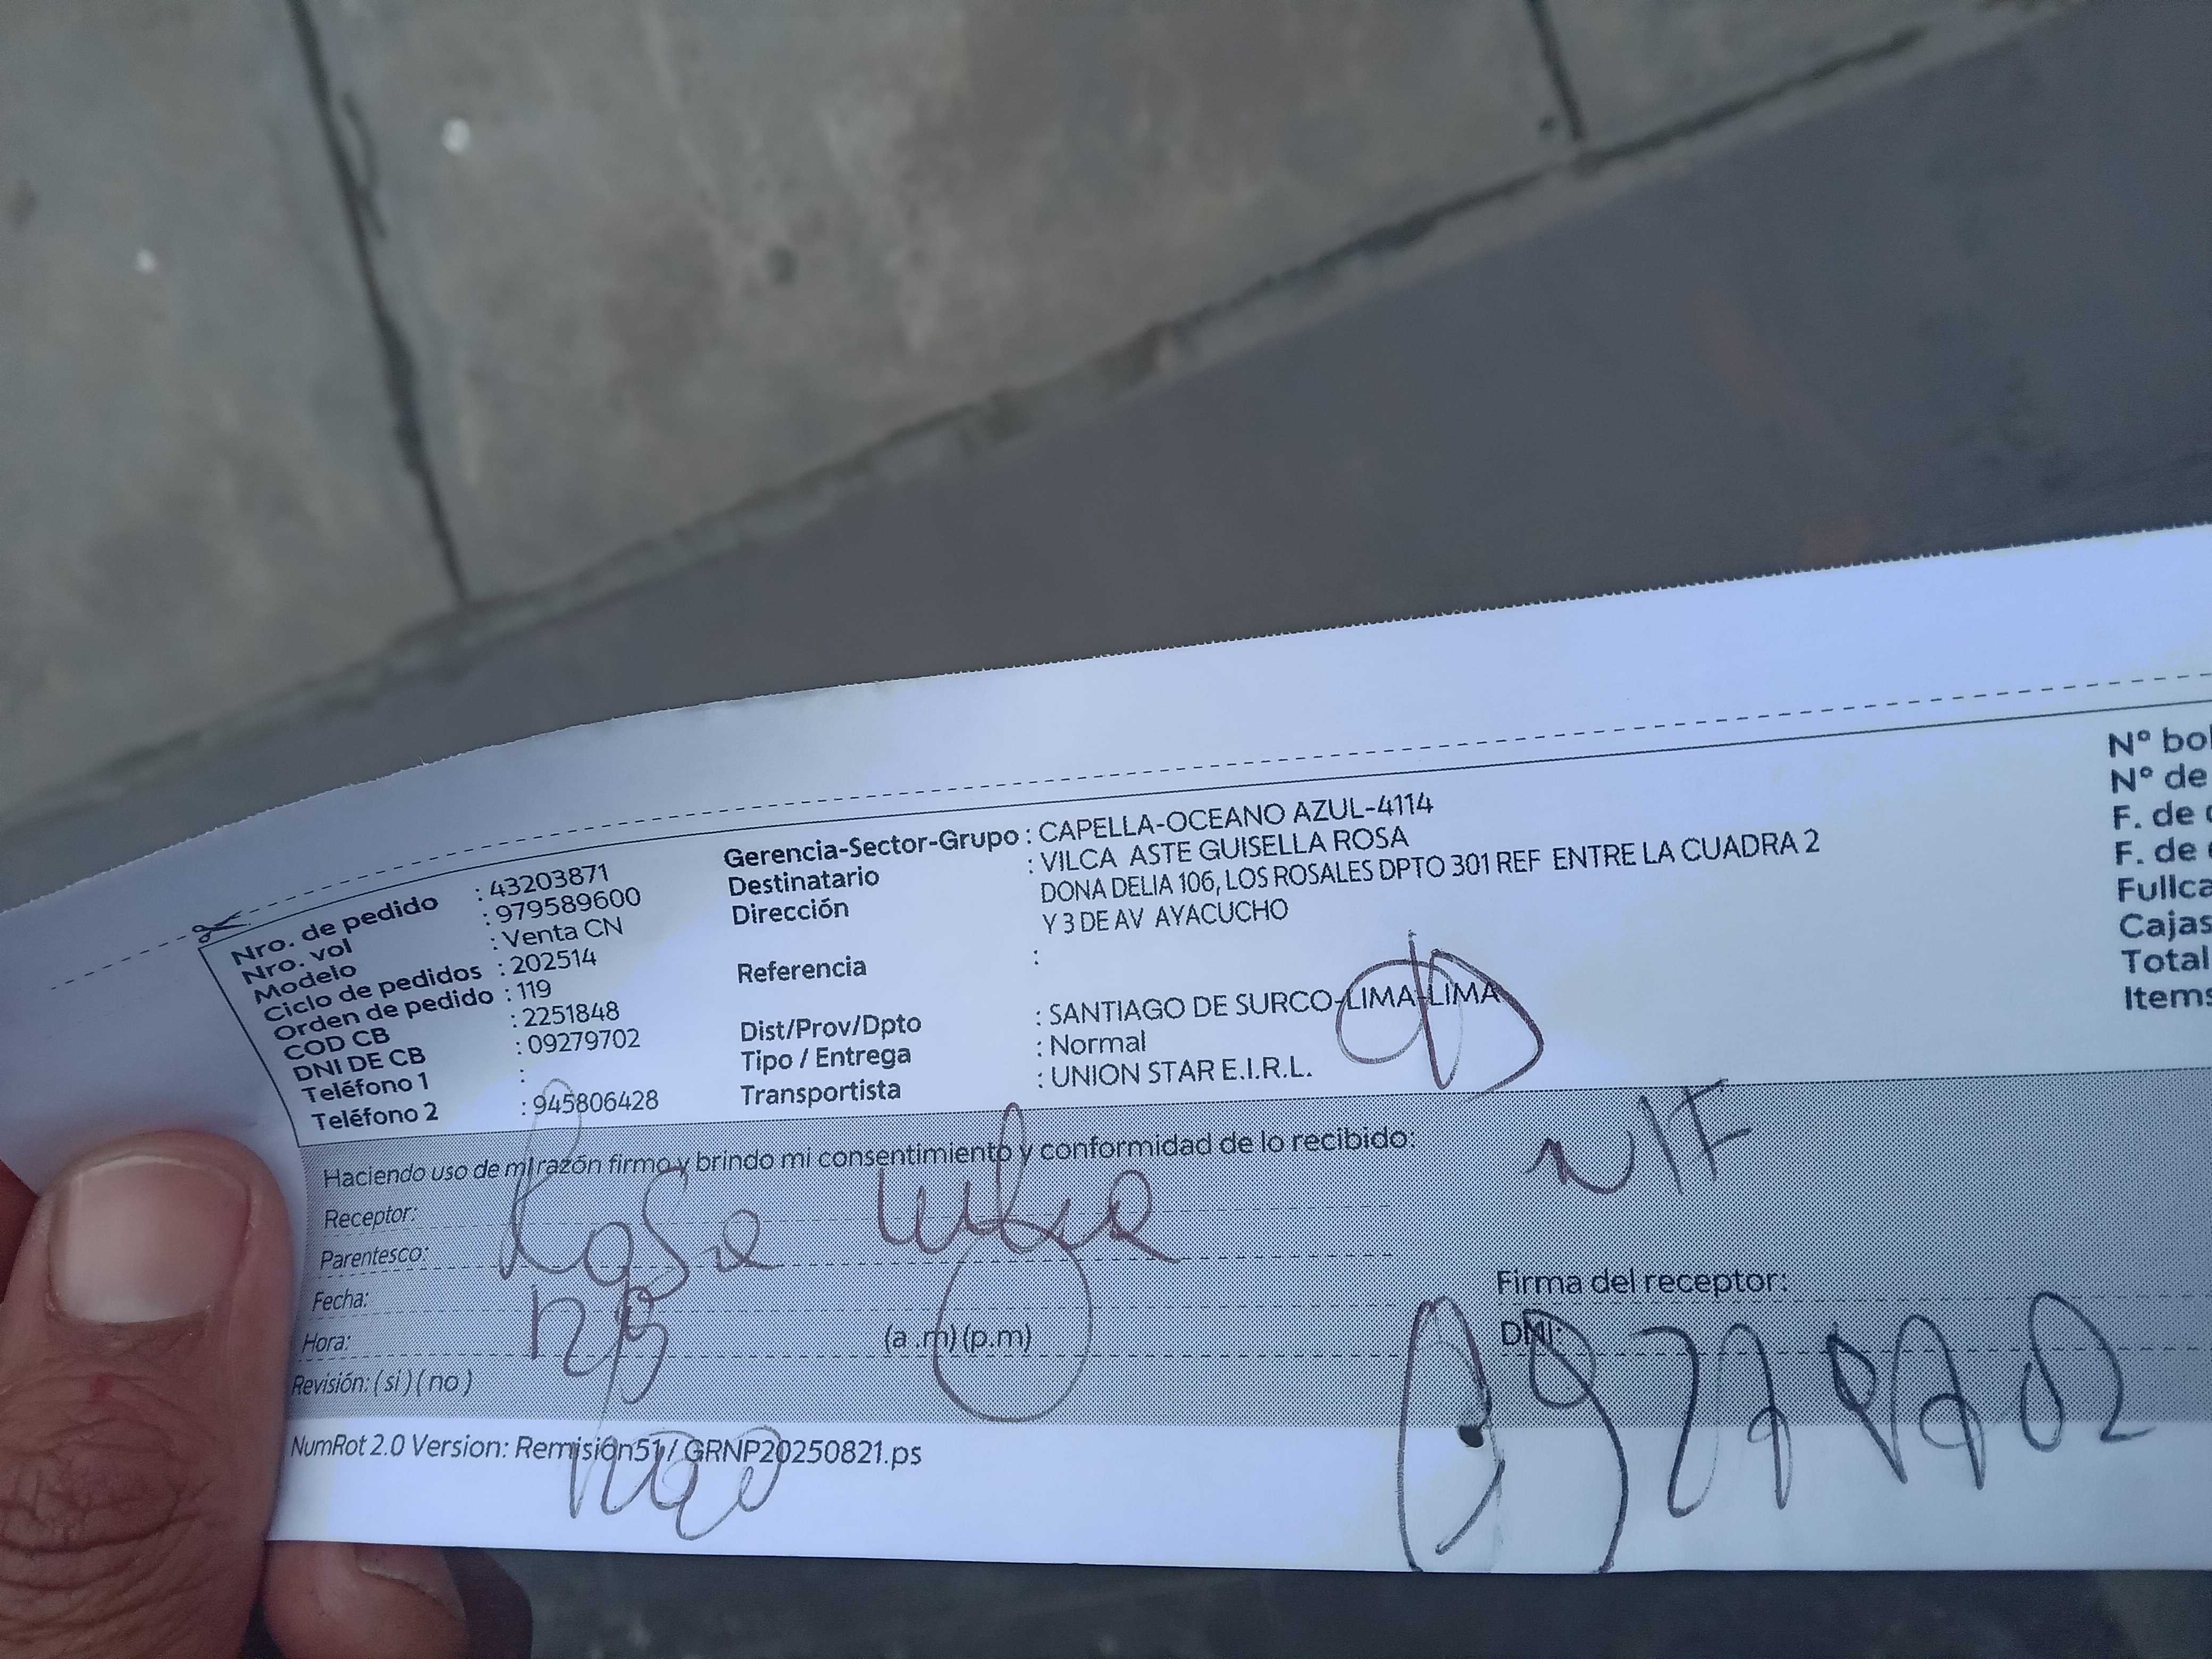 Nro. de pedido : 43203871
Nro. vol : 979589600
Modelo : Venta CN
Ciclo de pedidos : 202514
Orden de pedido : 119
COD CB : 2251848
DNI DE CB : 09279702
Teléfono 1 :
Teléfono 2 : 945806428
Gerencia-Sector-Grupo : CAPELLA-OCEANO AZUL-4114
Destinatario : VILCA ASTE GUISELLA ROSA
Dirección DONA DELIA 106, LOS ROSALES DPTO 301 REF ENTRE LA CUADRA 2
Y 3 DE AV AYACUCHO
Referencia :
Dist/Prov/Dpto : SANTIAGO DE SURCO-LIMA-LIMA
Tipo / Entrega : Normal
Transportista : UNION STAR E.I.R.L.
Nº bol
Nº de
F. de
F. de
Fullca
Cajas
Total
Items
Haciendo uso de mi razón firmo y brindo mi consentimiento y conformidad de lo recibido:
Receptor:
Parentesco: Rosa
Fecha:
Hora: (a .m) (p.m)
Revisión: ( si ) ( no )
Firma del receptor:
DNI:
NumRot 2.0 Version: Remisión51 / GRNP20250821.ps